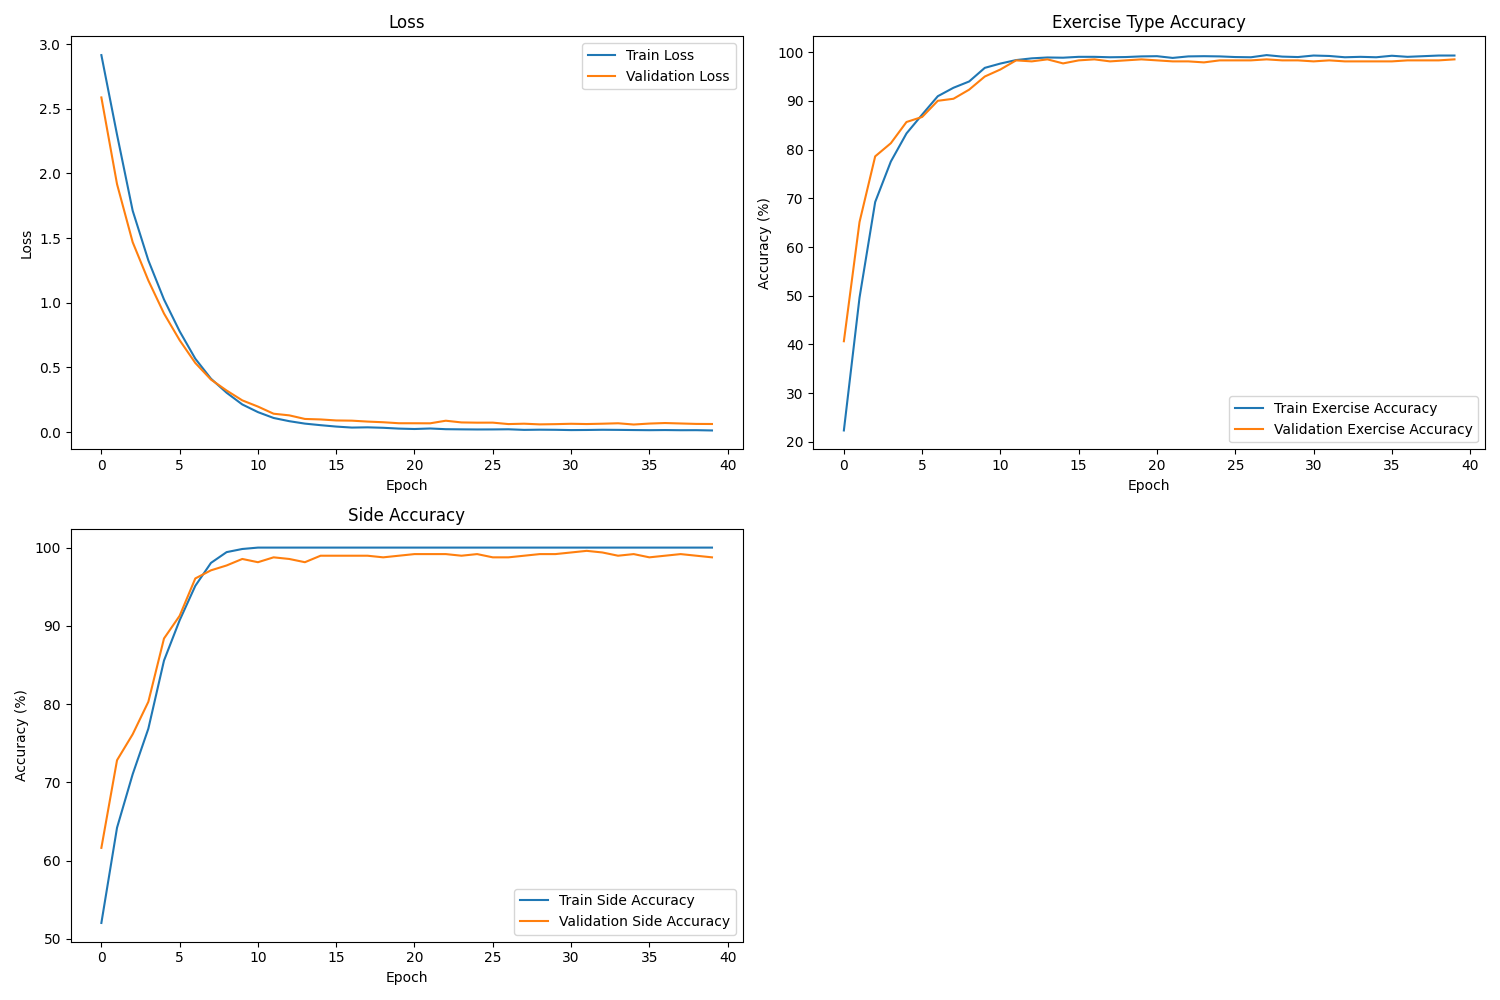 Loss
3.0
2.5
2.0
1.5
1.0
0.5
0.0
Loss
Train Loss
Validation Loss
0 5 10 15 20 25 30 35 40
Epoch
Exercise Type Accuracy
100
90
80
70
60
50
40
30
20
Accuracy (%)
Train Exercise Accuracy
Validation Exercise Accuracy
0 5 10 15 20 25 30 35 40
Epoch
Side Accuracy
100
90
80
70
60
50
Accuracy (%)
Train Side Accuracy
Validation Side Accuracy
0 5 10 15 20 25 30 35 40
Epoch